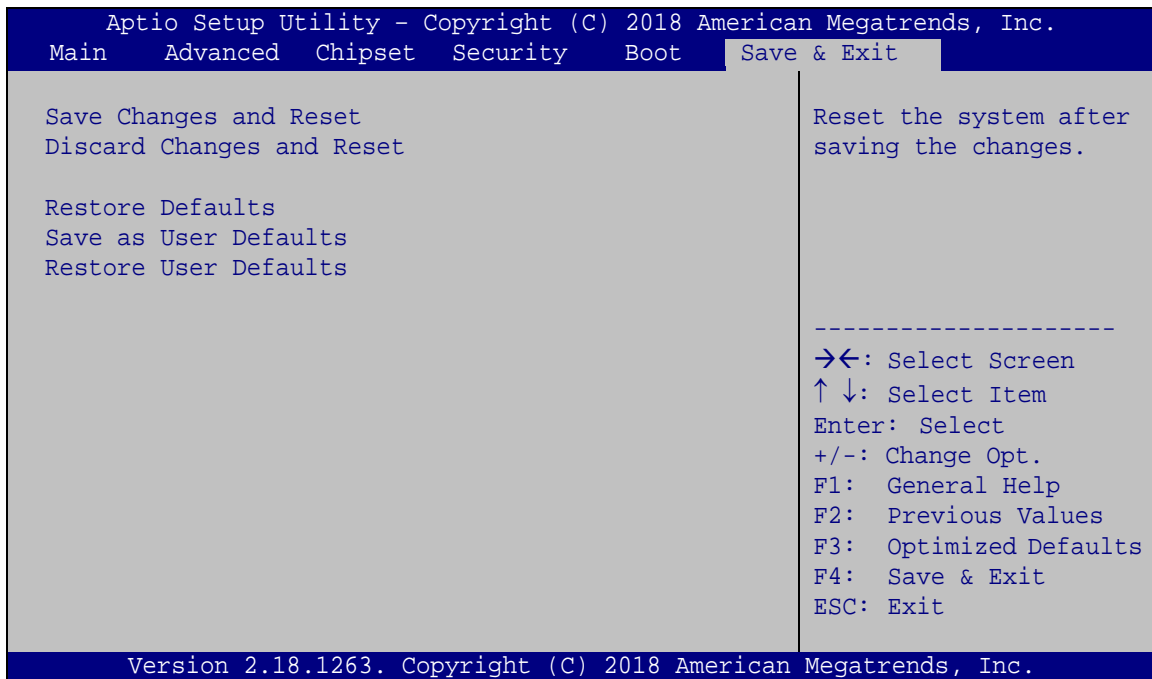 Aptio Setup Utility – Copyright (C) 2018 American Megatrends, Inc.
Main Advanced Chipset Security Boot Save & Exit
Save Changes and Reset
Discard Changes and Reset
Restore Defaults
Save as User Defaults
Restore User Defaults
Reset the system after
saving the changes.
---------------------
→←: Select Screen
↑ ↓: Select Item
Enter: Select
+/-: Change Opt.
F1: General Help
F2: Previous Values
F3: Optimized Defaults
F4: Save & Exit
ESC: Exit
Version 2.18.1263. Copyright (C) 2018 American Megatrends, Inc.